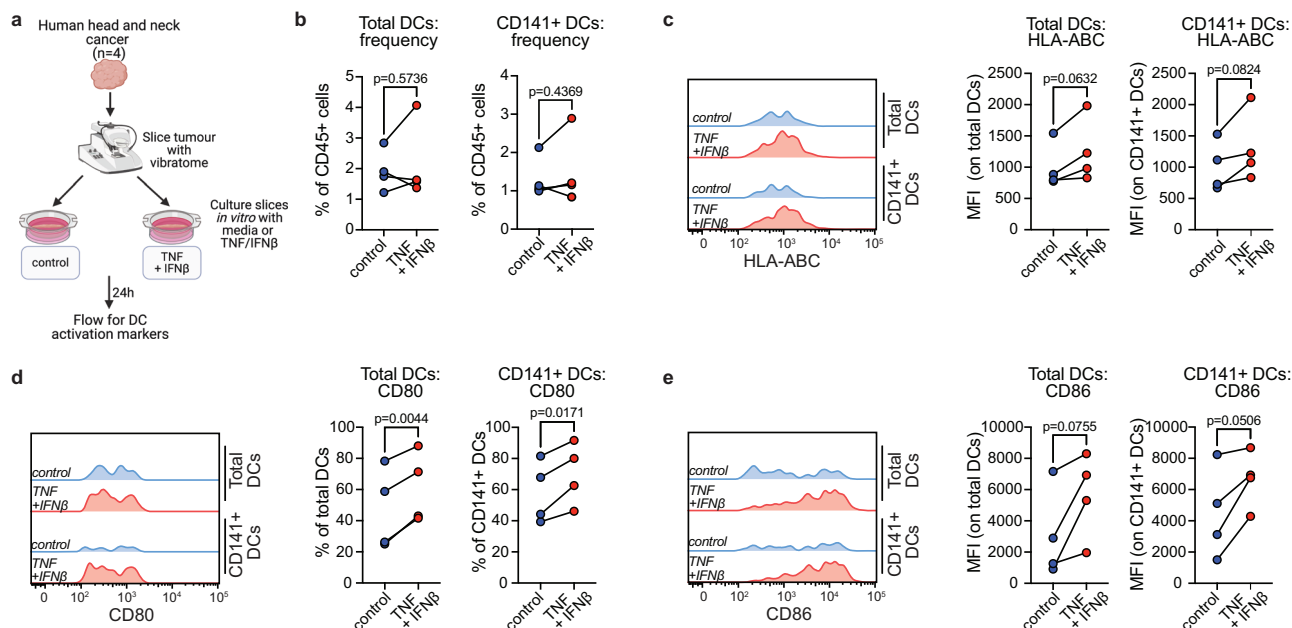 a
Human head and neck
cancer
(n=4)
Slice tumour with
vibratome
Culture slices
in vitro with
media or
TNF/IFNβ
control
TNF
+ IFNβ
24h
Flow for DC
activation markers
b
Total DCs:
frequency
p=0.5736
% of CD45+ cells
5
4
3
2
1
0
control
TNF
+ IFNβ
CD141+ DCs:
frequency
p=0.4369
% of CD45+ cells
4
3
2
1
0
control
TNF
+ IFNβ
c
control
TNF
+IFNβ
Total
DCs
control
TNF
+IFNβ
CD141+
DCs
0 10² 10³ 10⁴ 10⁵
HLA-ABC
Total DCs:
HLA-ABC
p=0.0632
MFI (on total DCs)
2500
2000
1500
1000
500
0
control
TNF
+ IFNβ
CD141+ DCs:
HLA-ABC
p=0.0824
MFI (on CD141+ DCs)
2500
2000
1500
1000
500
0
control
TNF
+ IFNβ
d
control
TNF
+IFNβ
Total
DCs
control
TNF
+IFNβ
CD141+
DCs
0 10² 10³ 10⁴ 10⁵
CD80
Total DCs:
CD80
p=0.0044
% of total DCs
100
80
60
40
20
0
control
TNF
+ IFNβ
CD141+ DCs:
CD80
p=0.0171
% of CD141+ DCs
100
80
60
40
20
0
control
TNF
+ IFNβ
e
control
TNF
+IFNβ
Total
DCs
control
TNF
+IFNβ
CD141+
DCs
0 10² 10³ 10⁴ 10⁵
CD86
Total DCs:
CD86
p=0.0755
MFI (on total DCs)
10000
8000
6000
4000
2000
0
control
TNF
+ IFNβ
CD141+ DCs:
CD86
p=0.0506
MFI (on CD141+ DCs)
10000
8000
6000
4000
2000
0
control
TNF
+ IFNβ